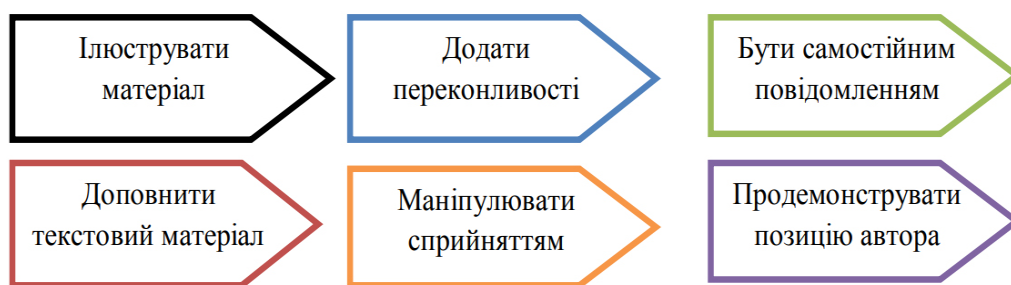 Ілюструвати
матеріал
Додати
переконливості
Бути самостійним
повідомленням
Доповнити
текстовий матеріал
Маніпулювати
сприйняттям
Продемонструвати
позицію автора